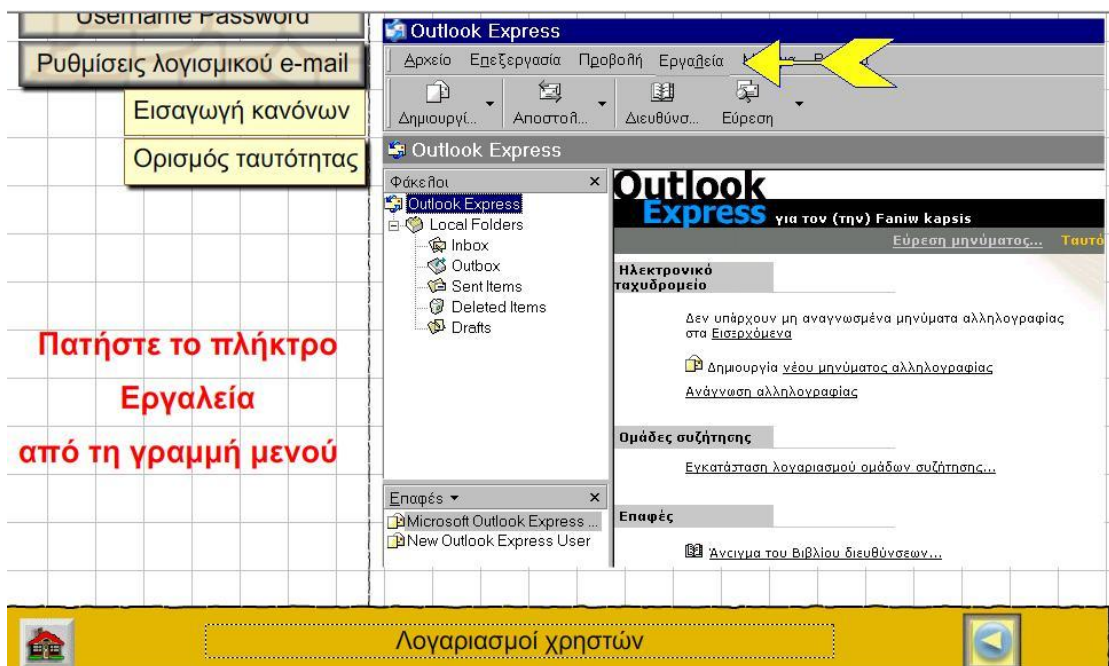 Username Password
Ρυθμίσεις λογισμικού e-mail
Εισαγωγή κανόνων
Ορισμός ταυτότητας
Πατήστε το πλήκτρο
Εργαλεία
από τη γραμμή μενού
Outlook Express
Αρχείο Επεξεργασία Προβολή Εργαλεία
Δημιουργί... Αποστολ... Διευθύνσ... Εύρεση
Outlook Express
Φάκελοι
Outlook Express
Local Folders
Inbox
Outbox
Sent Items
Deleted Items
Drafts
Επαφές
Microsoft Outlook Express ...
New Outlook Express User
Outlook
Express για τον (την) Faniw kapsis
Εύρεση μηνύματος... Ταυτό
Ηλεκτρονικό
ταχυδρομείο
Δεν υπάρχουν μη αναγνωσμένα μηνύματα αλληλογραφίας
στα Εισερχόμενα
Δημιουργία νέου μηνύματος αλληλογραφίας
Ανάγνωση αλληλογραφίας
Ομάδες συζήτησης
Εγκατάσταση λογαριασμού ομάδων συζήτησης...
Επαφές
Άνοιγμα του Βιβλίου διευθύνσεων...
Λογαριασμοί χρηστών